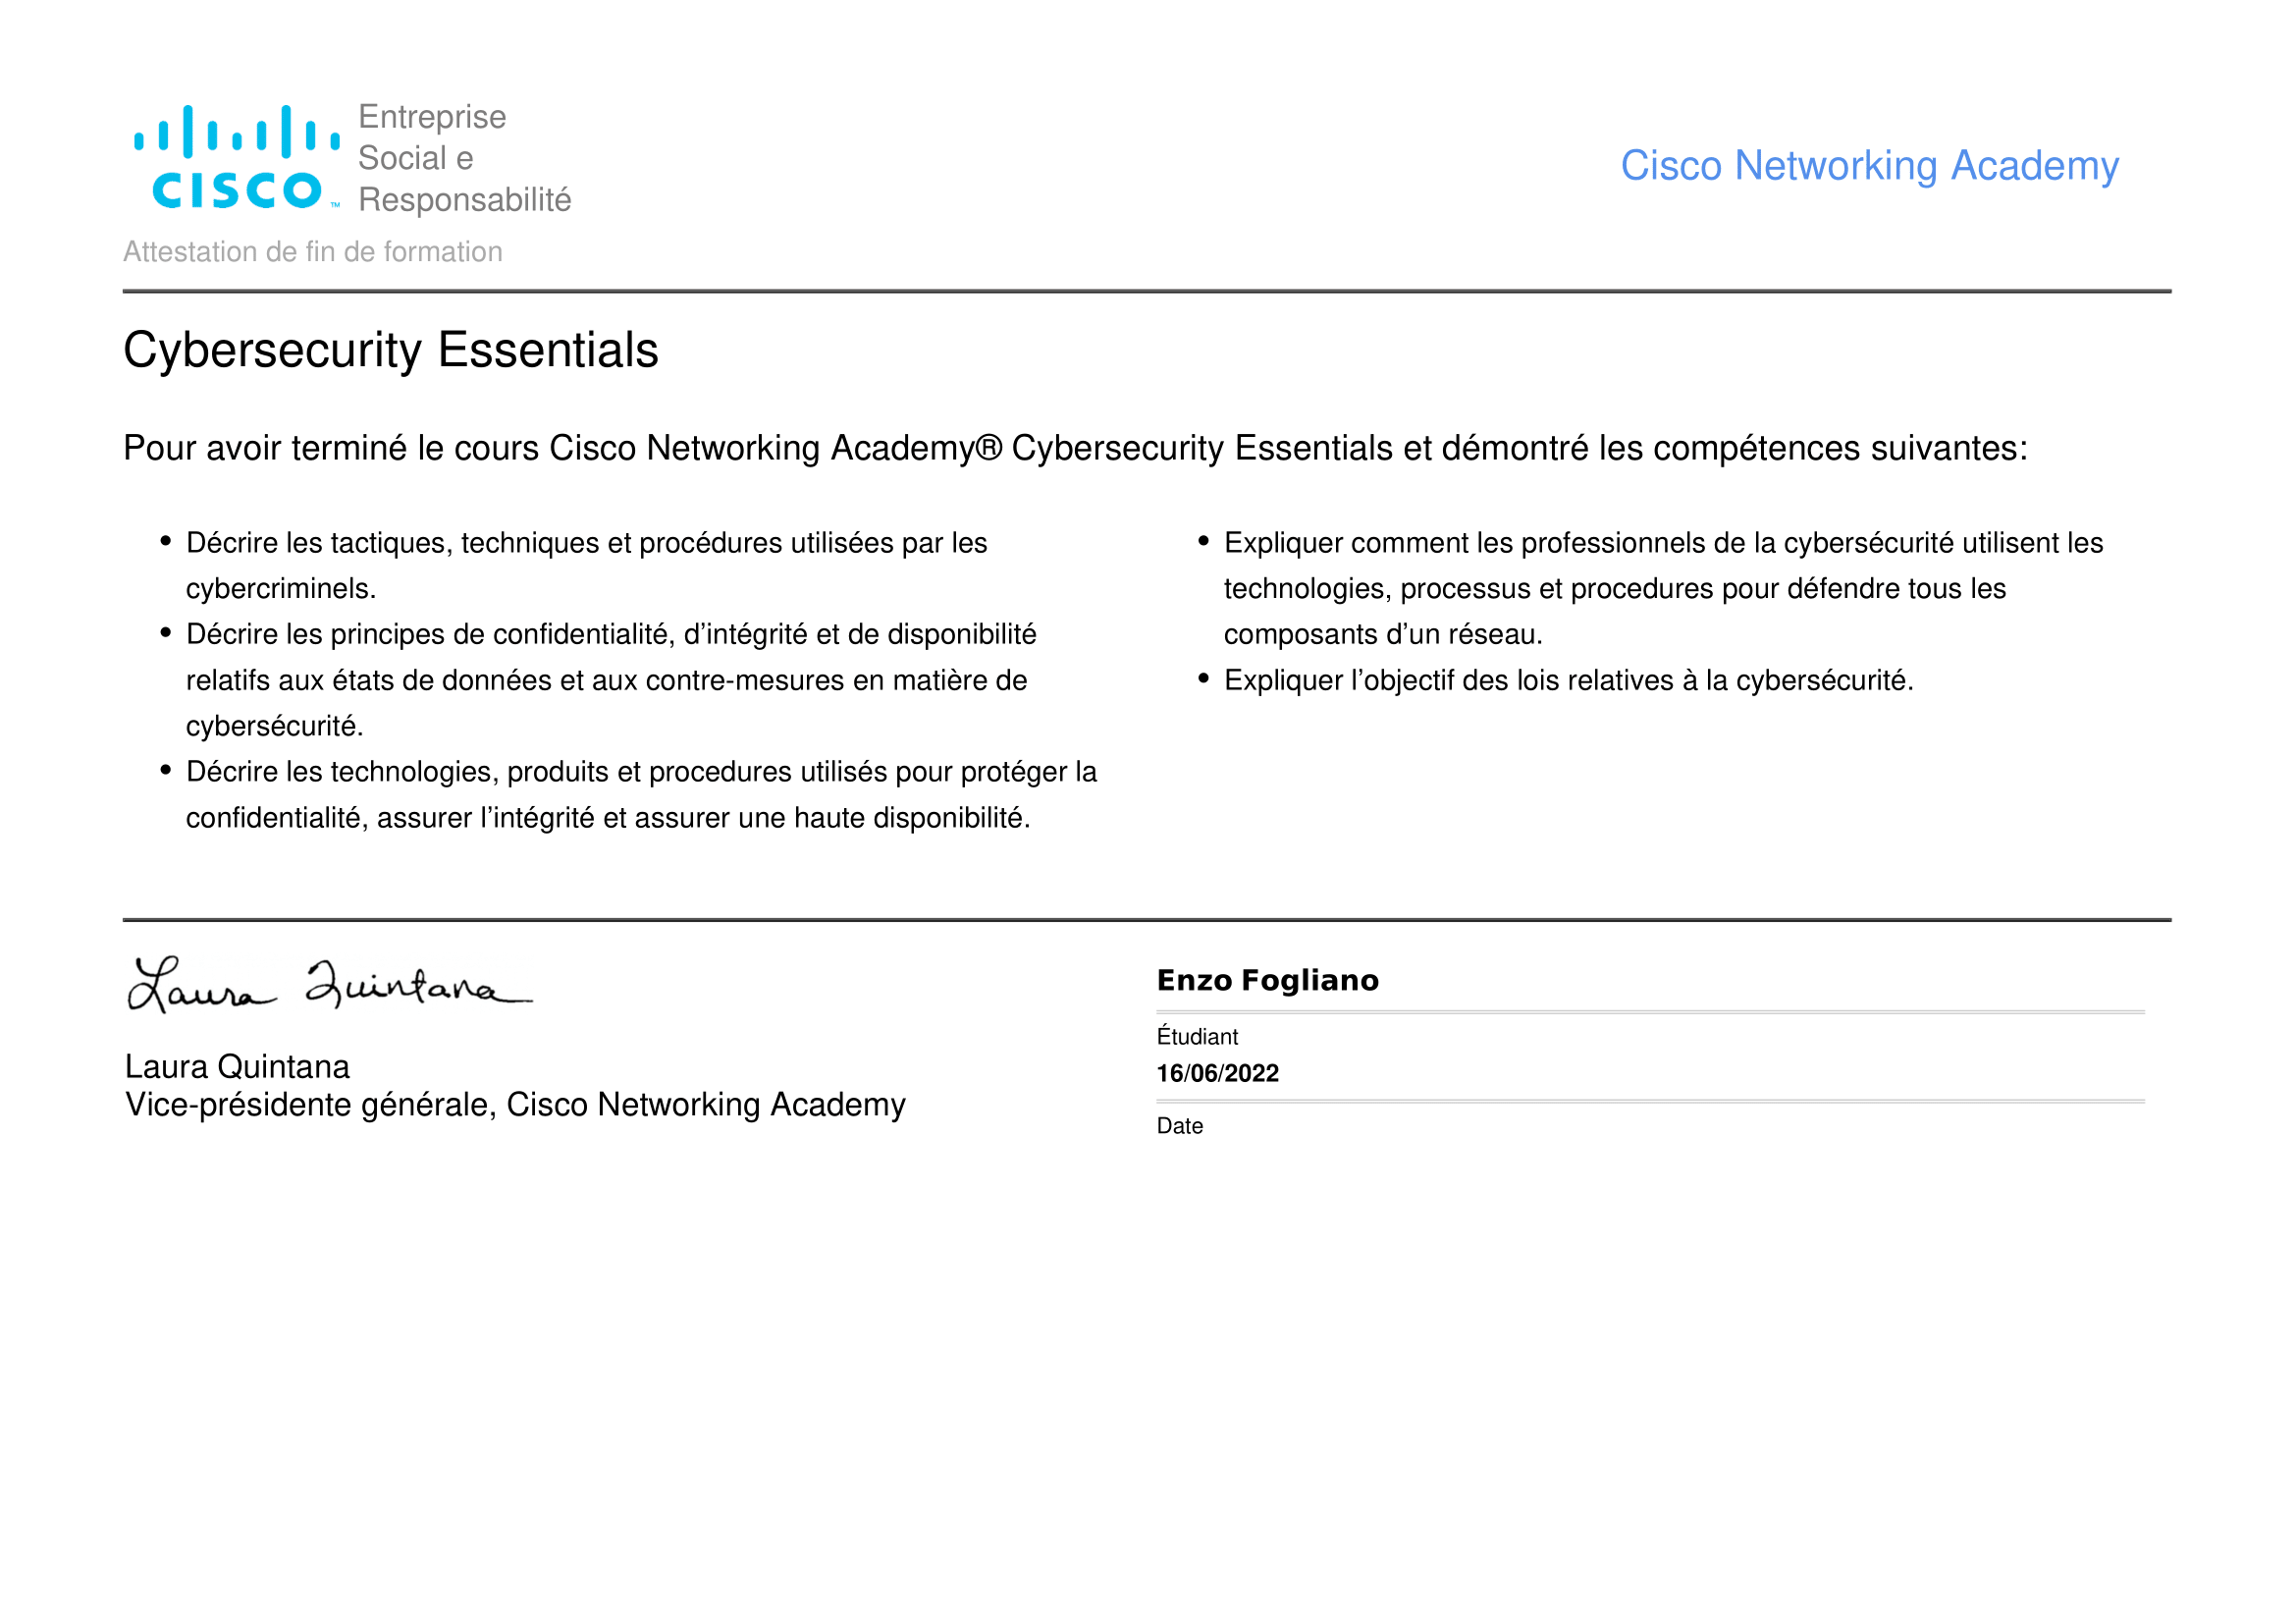 CISCO™
Entreprise
Social e
Responsabilité
Cisco Networking Academy
Attestation de fin de formation
Cybersecurity Essentials
Pour avoir terminé le cours Cisco Networking Academy® Cybersecurity Essentials et démontré les compétences suivantes:
• Décrire les tactiques, techniques et procédures utilisées par les
cybercriminels.
• Décrire les principes de confidentialité, d’intégrité et de disponibilité
relatifs aux états de données et aux contre-mesures en matière de
cybersécurité.
• Décrire les technologies, produits et procedures utilisés pour protéger la
confidentialité, assurer l’intégrité et assurer une haute disponibilité.
• Expliquer comment les professionnels de la cybersécurité utilisent les
technologies, processus et procedures pour défendre tous les
composants d’un réseau.
• Expliquer l’objectif des lois relatives à la cybersécurité.
Laura Quintana
Laura Quintana
Vice-présidente générale, Cisco Networking Academy
Enzo Fogliano
Étudiant
16/06/2022
Date